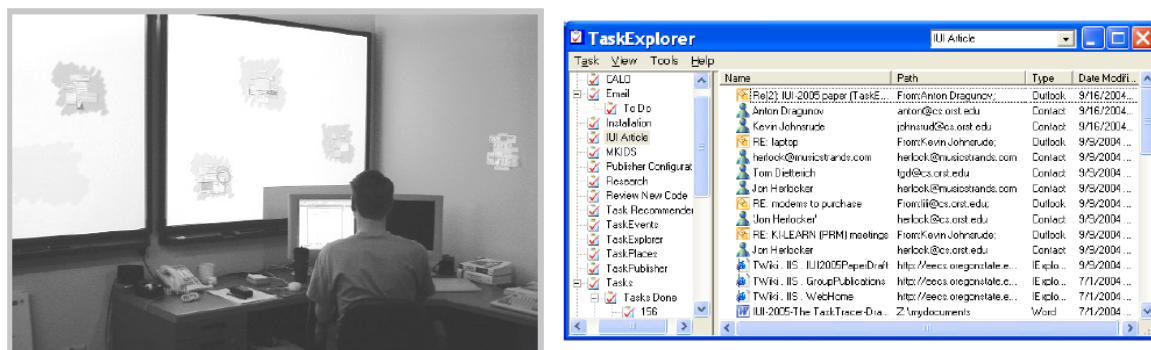 TaskExplorer IUI Article
Task View Tools Help
CALO
Email
To Do
Installation
IUI Article
MKIDS
Publisher Configurat
Research
Review New Code
Task Recommender
TaskEvents
TaskExplorer
TaskPlaces
TaskPublisher
Tasks
Tasks Done
156
Name Path Type Date Modifi...
Re[2]: IUI-2005 paper (TaskE... From:Anton Dragunov; Outlook 9/16/2004...
Anton Dragunov anton@cs.orst.edu Contact 9/16/2004...
Kevin Johnsrude johnsrud@cs.orst.edu Contact 9/16/2004...
RE: laptop From:Kevin Johnsrude; Outlook 9/9/2004...
herlock@musicstrands.com herlock@musicstrands.com Contact 9/9/2004...
Tom Dietterich tgd@cs.orst.edu Contact 9/9/2004...
Jon Herlocker herlock@musicstrands.com Contact 9/9/2004...
RE: modems to purchase Outlook 9/9/2004...
'Jon Herlocker' herlock@cs.orst.edu Contact 9/9/2004...
RE: KI-LEARN (PRM) meetings From:Kevin Johnsrude; Outlook 9/9/2004...
Jon Herlocker herlock@cs.orst.edu Contact 9/9/2004...
TWiki . IIS . IUI2005PaperDraft http://eecs.oregonstate.e... IExplo... 9/9/2004...
TWiki . IIS . GroupPublications http://eecs.oregonstate.e... IExplo... 7/1/2004...
TWiki . IIS . WebHome http://eecs.oregonstate.e... IExplo... 7/1/2004...
IUI-2005-The TaskTracer-Dra... Z:\mydocuments Word 7/1/2004...